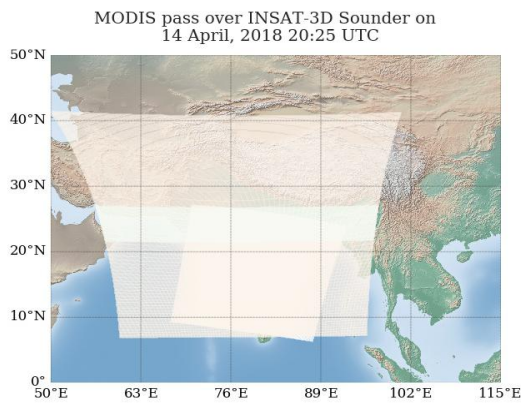 MODIS pass over INSAT-3D Sounder on
14 April, 2018 20:25 UTC
50°N
40°N
30°N
20°N
10°N
0°
50°E 63°E 76°E 89°E 102°E 115°E